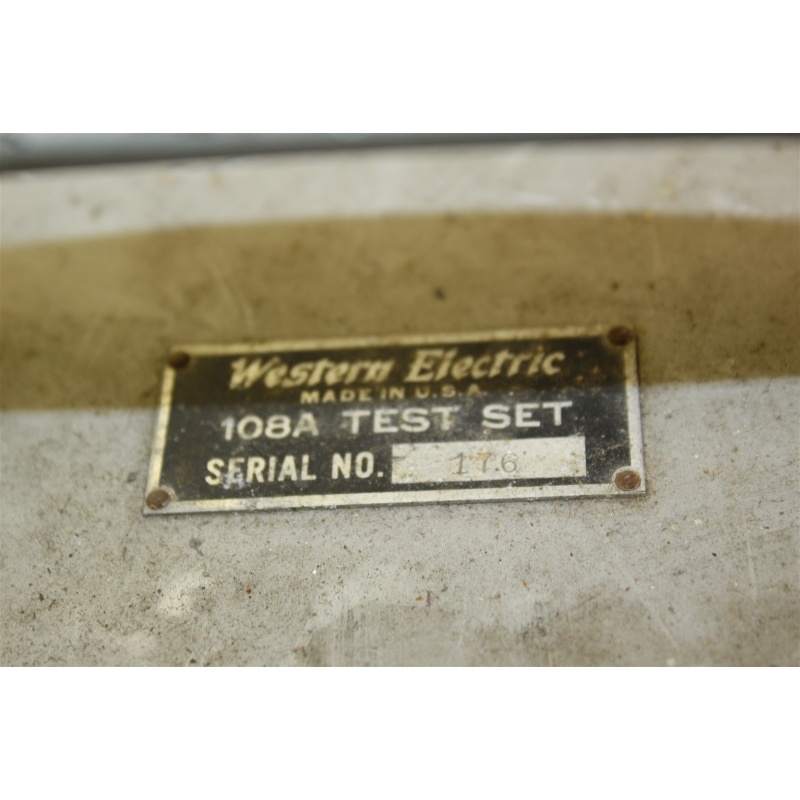 Western Electric
MADE IN U.S.A.
108A TEST SET
SERIAL NO. 176